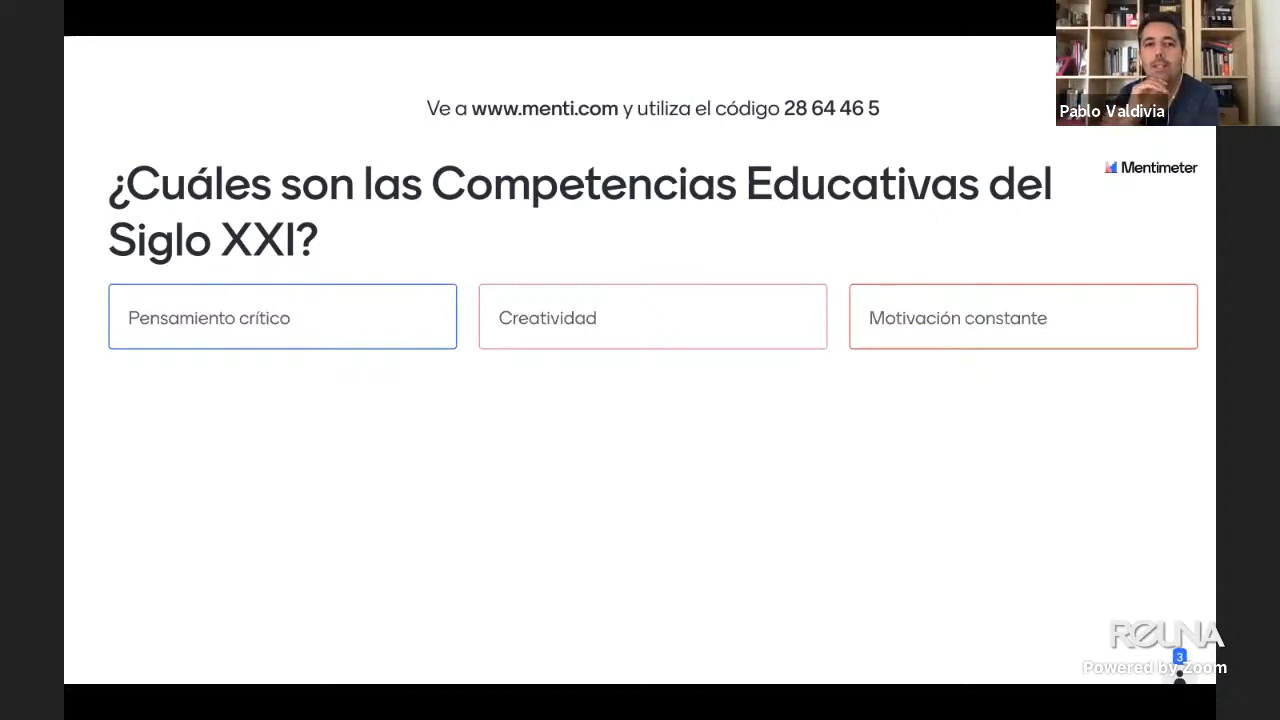 Pablo Valdivia
Ve a www.menti.com y utiliza el código 28 64 46 5
Mentimeter
¿Cuáles son las Competencias Educativas del
Siglo XXI?
Pensamiento crítico
Creatividad
Motivación constante
REUNA
3
Powered by Zoom